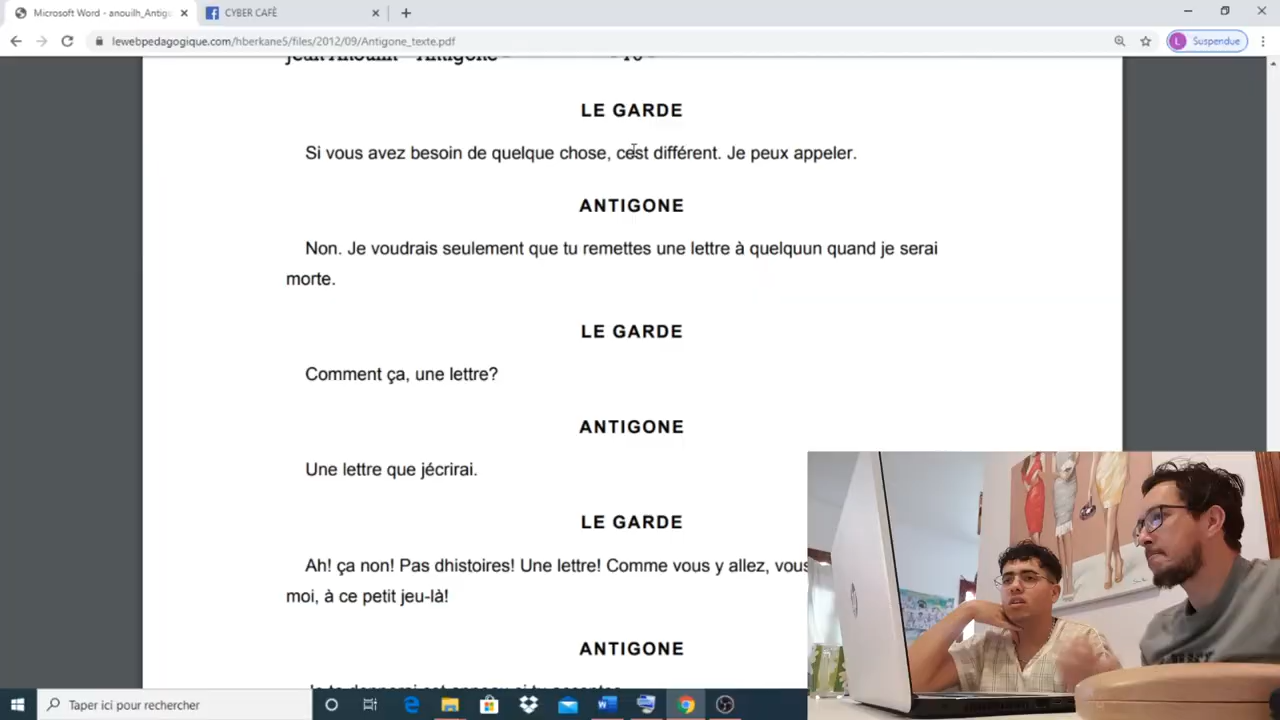 Microsoft Word - anouilh_Antig
CYBER CAFÈ
lewebpedagogique.com/hberkane5/files/2012/09/Antigone_texte.pdf
L Suspendue
jean Anouilh - Antigone -
LE GARDE
Si vous avez besoin de quelque chose, cest différent. Je peux appeler.
ANTIGONE
Non. Je voudrais seulement que tu remettes une lettre à quelquun quand je serai
morte.
LE GARDE
Comment ça, une lettre?
ANTIGONE
Une lettre que jécrirai.
LE GARDE
Ah! ça non! Pas dhistoires! Une lettre! Comme vous y allez, vous
moi, à ce petit jeu-là!
ANTIGONE
Taper ici pour rechercher